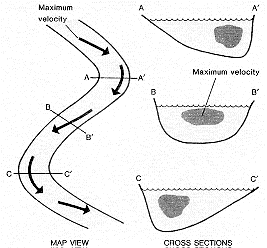 Maximum
velocity
A A'
A A'
Maximum velocity
B B'
B
B'
C C'
C C'
MAP VIEW CROSS SECTIONS